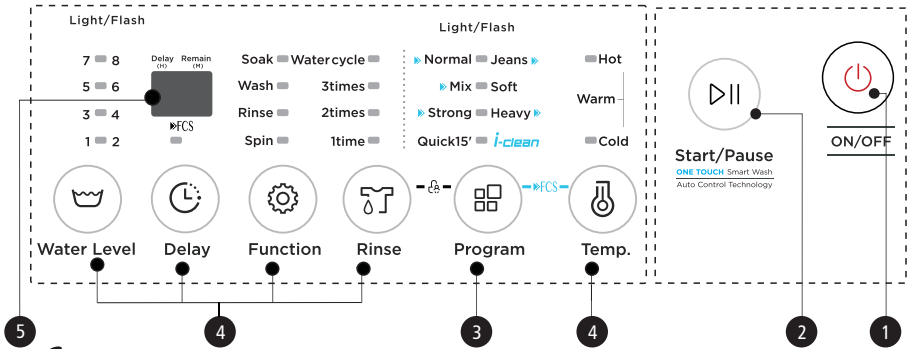 Light/Flash
7 8
5 6
3 4
1 2
Delay (H) Remain (M)
FCS
Soak Water cycle
Wash 3times
Rinse 2times
Spin 1time
Light/Flash
Normal Jeans
Mix Soft
Strong Heavy
Quick15' i-clean
Hot
Warm
Cold
FCS
Water Level
Delay
Function
Rinse
Program
Temp.
Start/Pause
ONE TOUCH Smart Wash
Auto Control Technology
ON/OFF
5
4
3
4
2
1